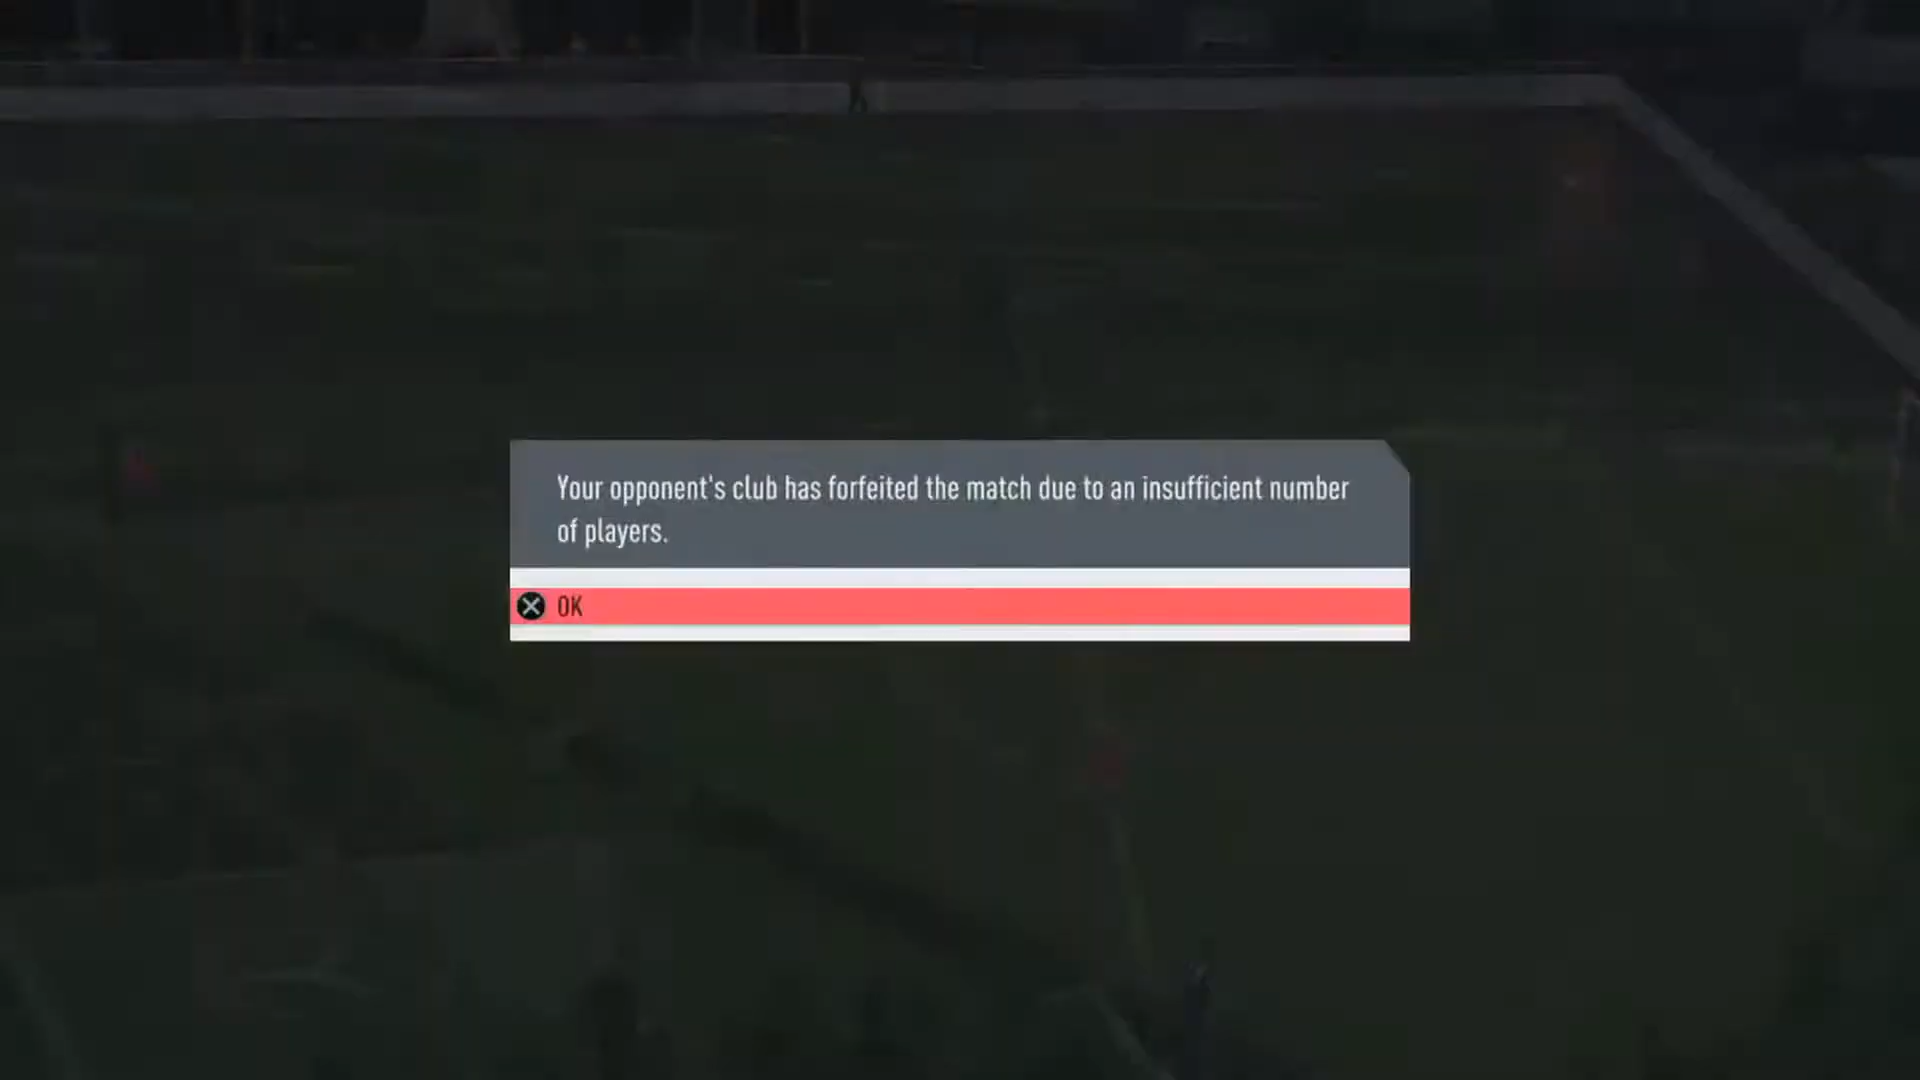 Your opponent's club has forfeited the match due to an insufficient number
of players.
OK